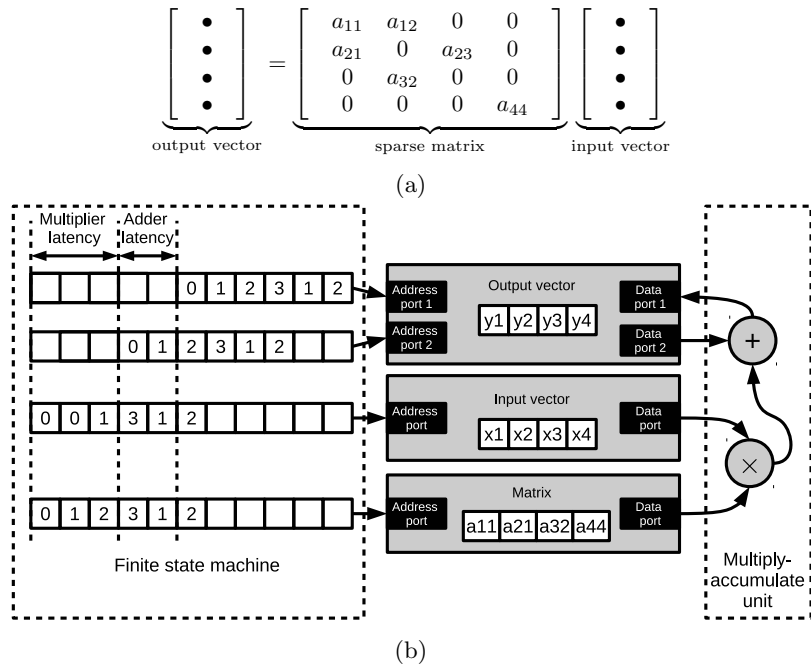 a11 a12 0 0
a21 0 a23 0
0 a32 0 0
0 0 0 a44
=
output vector sparse matrix input vector
(a)
Multiplier latency
Adder latency
0 1 2 3 1 2
0 1 2 3 1 2
0 0 1 3 1 2
0 1 2 3 1 2
Finite state machine
Output vector
Address port 1
Address port 2
y1 y2 y3 y4
Data port 1
Data port 2
Input vector
Address port
x1 x2 x3 x4
Data port
Matrix
Address port
a11 a21 a32 a44
Data port
+
×
Multiply-
accumulate
unit
(b)